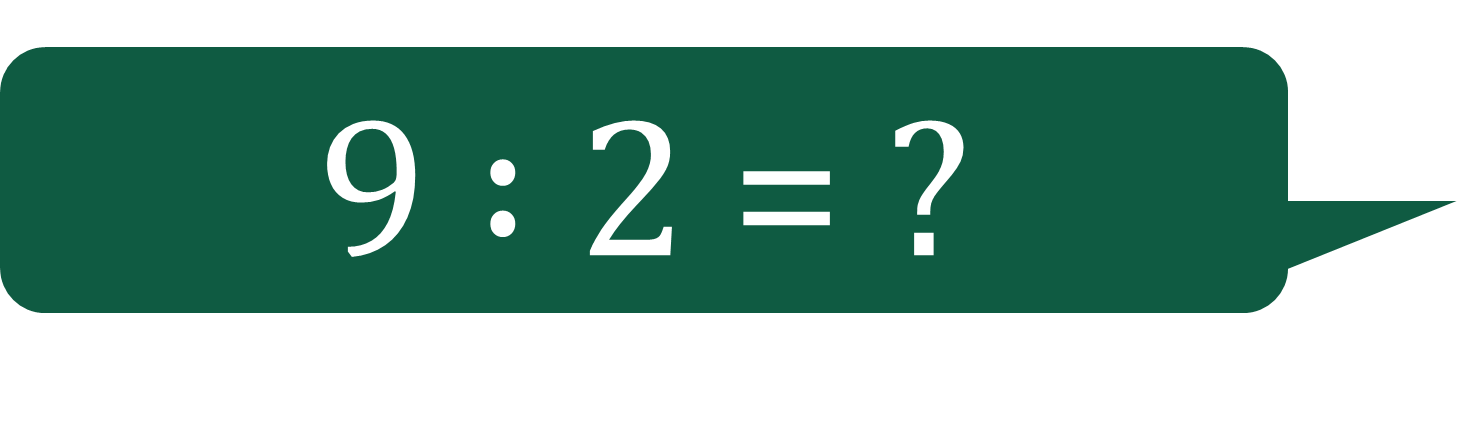 9 : 2 = ?